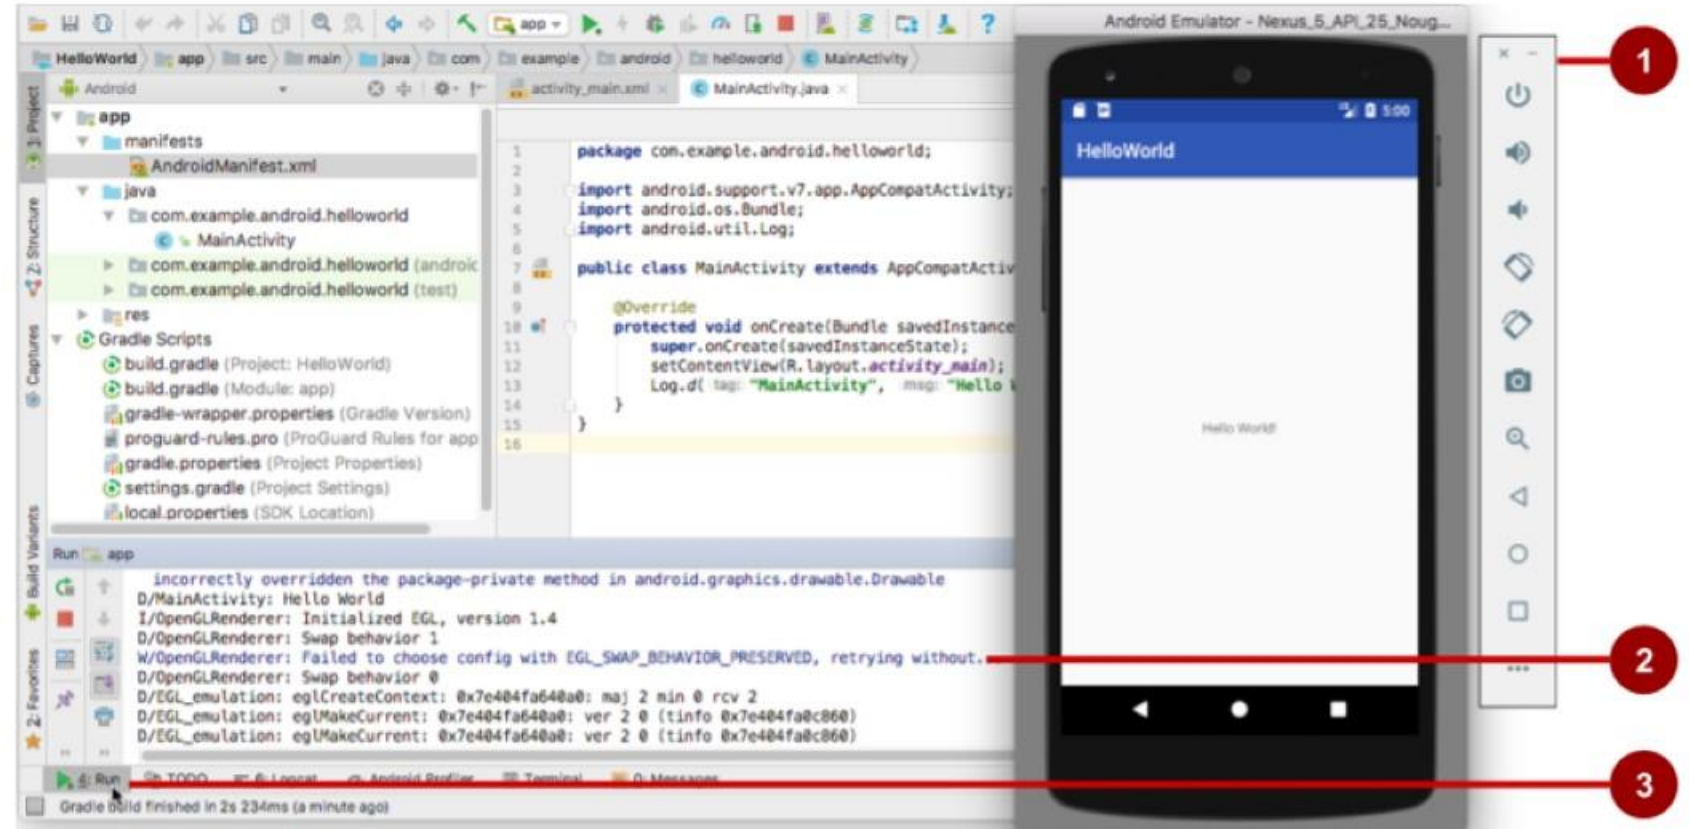 app
Android Emulator - Nexus_5_API_25_Noug...
HelloWorld app src main java com example android helloworld MainActivity
1: Project
2: Structure
Captures
Build Variants
2: Favorites
Android
app
manifests
AndroidManifest.xml
java
com.example.android.helloworld
MainActivity
com.example.android.helloworld (androic
com.example.android.helloworld (test)
res
Gradle Scripts
build.gradle (Project: HelloWorld)
build.gradle (Module: app)
gradle-wrapper.properties (Gradle Version)
proguard-rules.pro (ProGuard Rules for app
gradle.properties (Project Properties)
settings.gradle (Project Settings)
local.properties (SDK Location)
activity_main.xml MainActivity.java
1 package com.example.android.helloworld;
2
3 import android.support.v7.app.AppCompatActivity;
4 import android.os.Bundle;
5 import android.util.Log;
6
7 public class MainActivity extends AppCompatActiv
8
9 @Override
10 protected void onCreate(Bundle savedInstance
11 super.onCreate(savedInstanceState);
12 setContentView(R.layout.activity_main);
13 Log.d( tag: "MainActivity", msg: "Hello W
14 }
15 }
16
5:00
HelloWorld
Hello World!
Run app
incorrectly overridden the package-private method in android.graphics.drawable.Drawable
D/MainActivity: Hello World
I/OpenGLRenderer: Initialized EGL, version 1.4
D/OpenGLRenderer: Swap behavior 1
W/OpenGLRenderer: Failed to choose config with EGL_SWAP_BEHAVIOR_PRESERVED, retrying without.
D/OpenGLRenderer: Swap behavior 0
D/EGL_emulation: eglCreateContext: 0x7e404fa640a0: maj 2 min 0 rcv 2
D/EGL_emulation: eglMakeCurrent: 0x7e404fa640a0: ver 2 0 (tinfo 0x7e404fa0c860)
D/EGL_emulation: eglMakeCurrent: 0x7e404fa640a0: ver 2 0 (tinfo 0x7e404fa0c860)
4: Run TODO 6: Logcat Android Profiler Terminal 0: Messages
Gradle build finished in 2s 234ms (a minute ago)
1
2
3